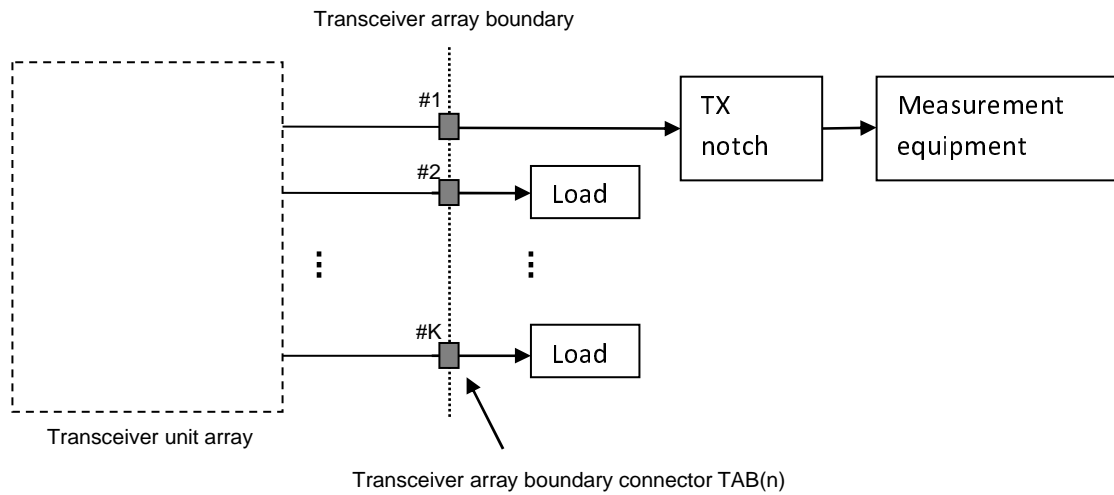 Transceiver array boundary
#1
TX
notch
Measurement
equipment
#2
Load
#K
Load
Transceiver unit array
Transceiver array boundary connector TAB(n)